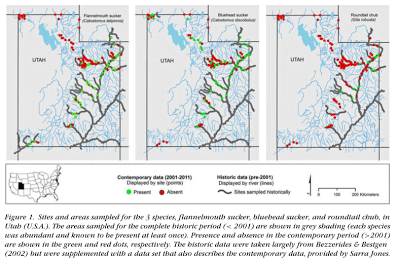 Flannelmouth sucker
(Catostomus latipinnis)
UTAH
Bluehead sucker
(Catostomus discobolus)
UTAH
Roundtail chub
(Gila robusta)
UTAH
Contemporary data (2001-2011)
Displayed by site (points)
Present
Absent
Historic data (pre-2001)
Displayed by river (lines)
Sites sampled historically
0
50
100
200 Kilometers
Figure 1. Sites and areas sampled for the 3 species, flannelmouth sucker, bluehead sucker, and roundtail chub, in
Utah (U.S.A.). The areas sampled for the complete historic period (< 2001) are shown in grey shading (each species
was abundant and known to be present at least once). Presence and absence in the contemporary period (>2001)
are shown in the green and red dots, respectively. The historic data were taken largely from Bezzerides & Bestgen
(2002) but were supplemented with a data set that also describes the contemporary data, provided by Sarra Jones.